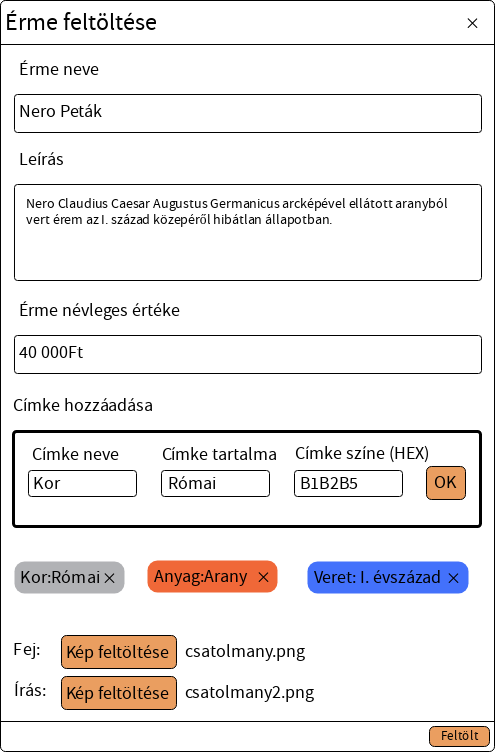 Érme feltöltése
Érme neve
Nero Peták
Leírás
Nero Claudius Caesar Augustus Germanicus arcképével ellátott aranyból
vert érem az I. század közepéről hibátlan állapotban.
Érme névleges értéke
40 000Ft
Címke hozzáadása
Címke neve Címke tartalma Címke színe (HEX)
Kor Római B1B2B5 OK
Kor:Római Anyag:Arany Veret: I. évszázad
Fej: Kép feltöltése csatolmany.png
Írás: Kép feltöltése csatolmany2.png
Feltölt